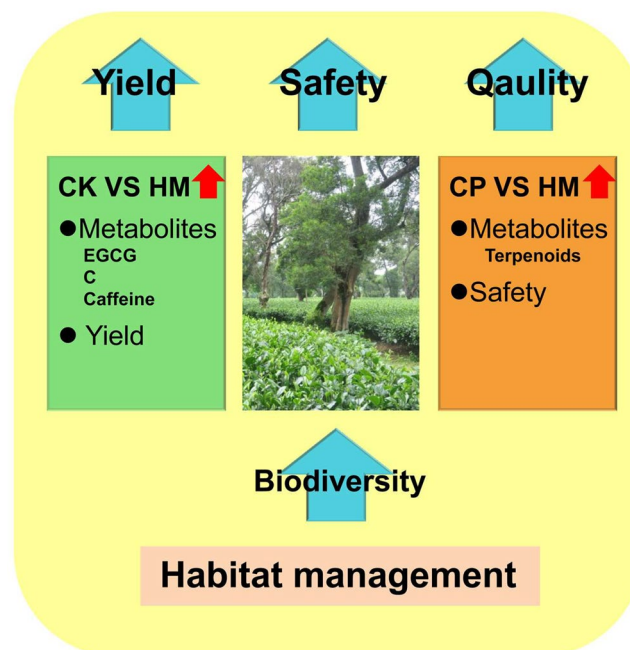 Yield Safety Qaulity
CK VS HM
●Metabolites
EGCG
C
Caffeine
● Yield
CP VS HM
●Metabolites
Terpenoids
●Safety
Biodiversity
Habitat management